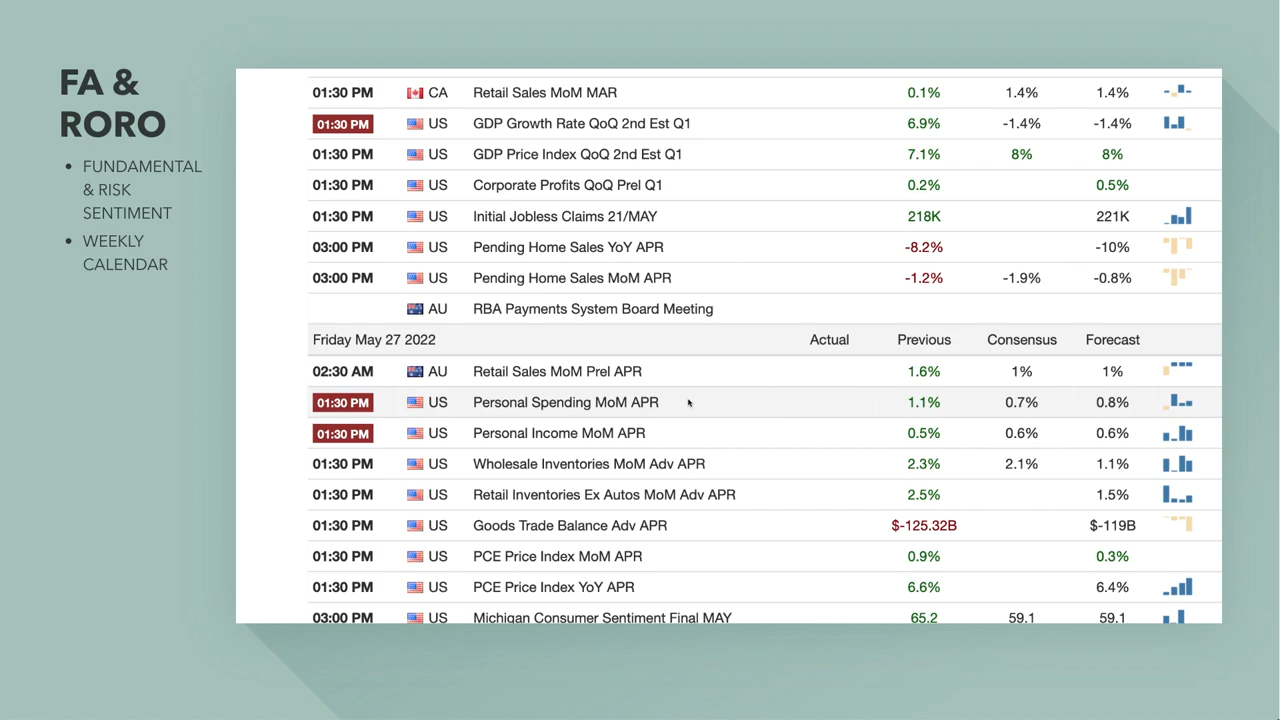 FA &
RORO
• FUNDAMENTAL
& RISK
SENTIMENT
• WEEKLY
CALENDAR
01:30 PM CA Retail Sales MoM MAR 0.1% 1.4% 1.4%
01:30 PM US GDP Growth Rate QoQ 2nd Est Q1 6.9% -1.4% -1.4%
01:30 PM US GDP Price Index QoQ 2nd Est Q1 7.1% 8% 8%
01:30 PM US Corporate Profits QoQ Prel Q1 0.2% 0.5%
01:30 PM US Initial Jobless Claims 21/MAY 218K 221K
03:00 PM US Pending Home Sales YoY APR -8.2% -13%
03:00 PM US Pending Home Sales MoM APR -1.2% -1.9% -0.8%
AU RBA Payments System Board Meeting
Friday May 27 2022 Actual Previous Consensus Forecast
02:30 AM AU Retail Sales MoM Prel APR 1.6% 1% 1%
01:30 PM US Personal Spending MoM APR 1.1% 0.7% 0.3%
01:30 PM US Personal Income MoM APR 0.5% 0.6% 0.6%
01:30 PM US Wholesale Inventories MoM Adv APR 2.3% 2.1% 1.1%
01:30 PM US Retail Inventories Ex Autos MoM Adv APR 2.5% 1.5%
01:30 PM US Goods Trade Balance Adv APR $-125.32B $-119B
01:30 PM US PCE Price Index MoM APR 0.9% 0.3%
01:30 PM US PCE Price Index YoY APR 6.6% 6.4%
03:00 PM US Michigan Consumer Sentiment Final MAY 65.2 59.1 59.1